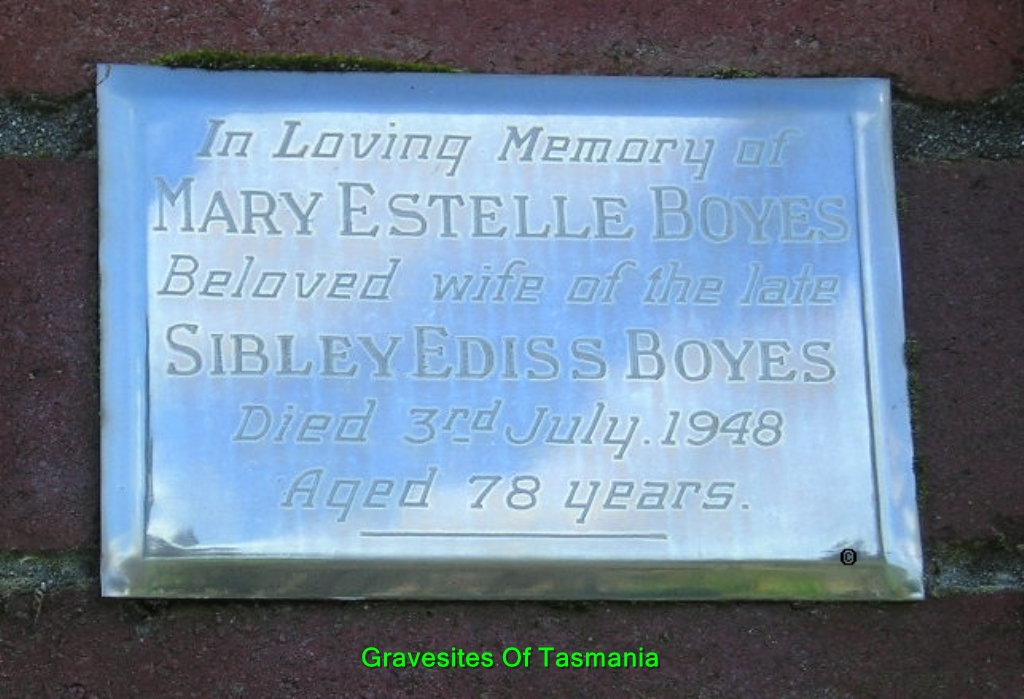 In Loving Memory of
MARY ESTELLE BOYES
Beloved wife of the late
SIBLEY EDISS BOYES
Died 3rd July. 1948
Aged 78 years.
©
Gravesites Of Tasmania